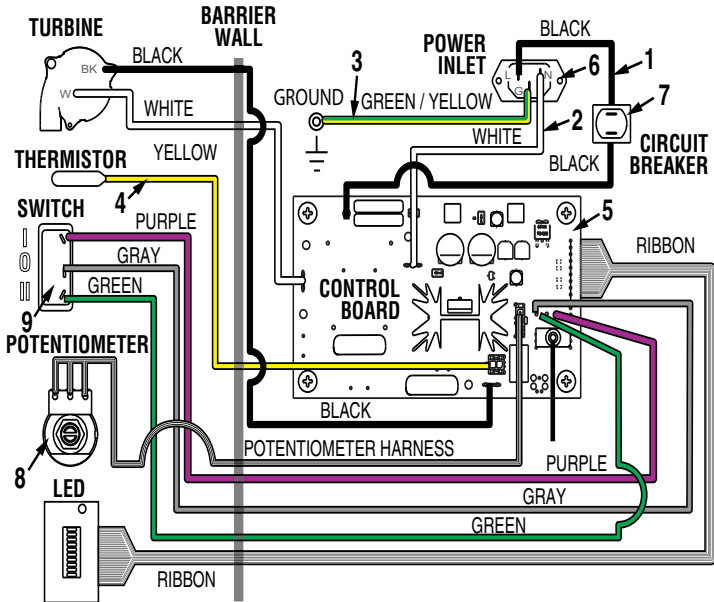 TURBINE
BARRIER
WALL
BLACK
BK
W
WHITE
POWER
INLET
BLACK
1
L
N
G
6
3
GROUND
GREEN / YELLOW
2
WHITE
7
CIRCUIT
BREAKER
BLACK
THERMISTOR
YELLOW
4
SWITCH
I
O
II
9
PURPLE
GRAY
GREEN
5
RIBBON
CONTROL
BOARD
POTENTIOMETER
8
BLACK
POTENTIOMETER HARNESS
PURPLE
GRAY
GREEN
LED
RIBBON